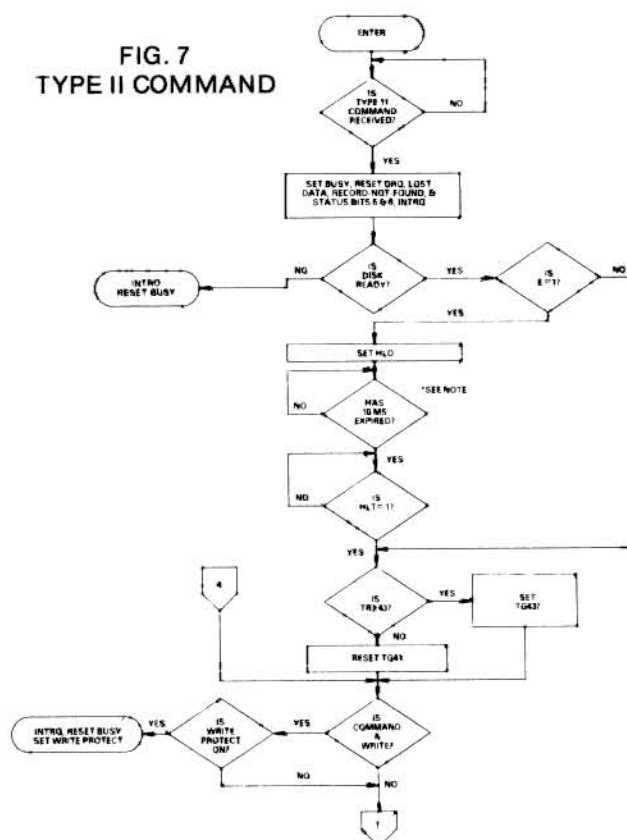 FIG. 7
TYPE II COMMAND
ENTER
IS
TYPE 11
COMMAND
RECEIVED?
NO
YES
SET BUSY, RESET DRQ, LOST
DATA, RECORD NOT FOUND, &
STATUS BITS 5 & 6, INTRQ
IS
DISK
READY?
NO
YES
INTRO
RESET BUSY
IS
E = 1?
NO
YES
SET HLD
*SEE NOTE
HAS
10 MS
EXPIRED?
NO
YES
IS
HLT = 1?
NO
YES
4
IS
TR≥43?
YES
SET
TG43?
NO
RESET TG43
INTRO, RESET BUSY
SET WRITE PROTECT
YES
IS
WRITE
PROTECT
ON?
YES
IS
COMMAND
A
WRITE?
NO
NO
1